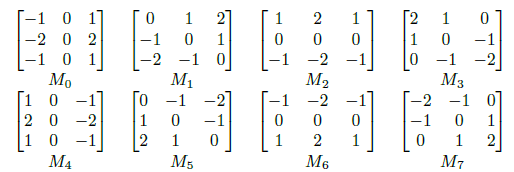 -1 0 1 0 1 2 1 2 1 2 1 0
-2 0 2 -1 0 1 0 0 0 1 0 -1
-1 0 1 -2 -1 0 -1 -2 -1 0 -1 -2
M0 M1 M2 M3
1 0 -1 0 -1 -2 -1 -2 -1 -2 -1 0
2 0 -2 1 0 -1 0 0 0 -1 0 1
1 0 -1 2 1 0 1 2 1 0 1 2
M4 M5 M6 M7